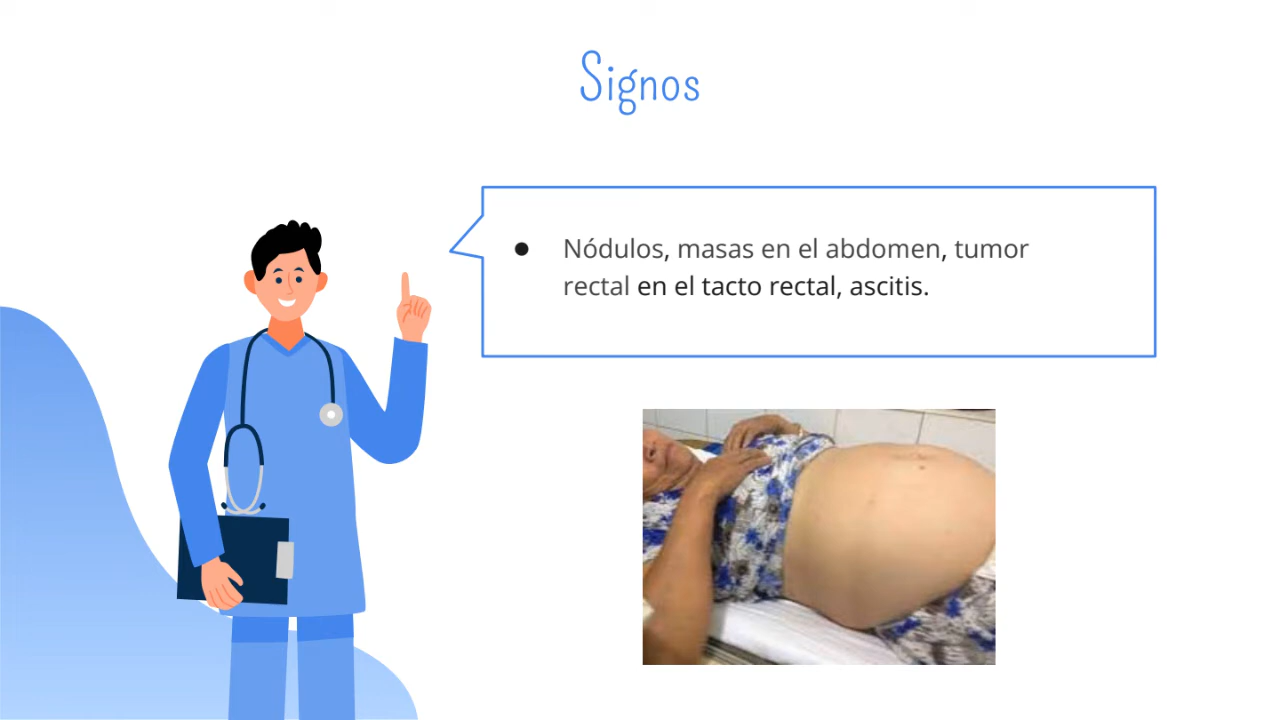 Signos
● Nódulos, masas en el abdomen, tumor
rectal en el tacto rectal, ascitis.